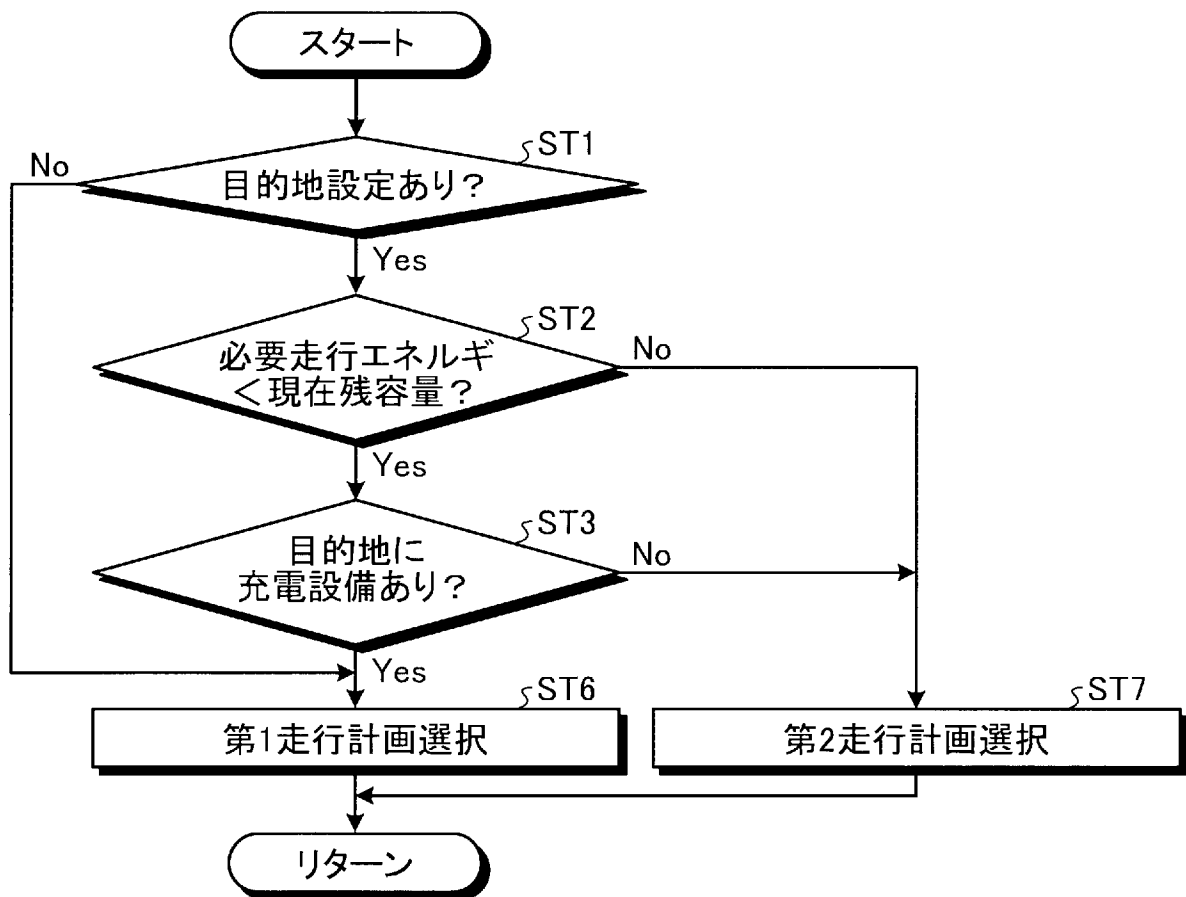 スタート
ST1
No
目的地設定あり?
Yes
ST2
必要走行エネルギ
<現在残容量?
No
Yes
ST3
目的地に
充電設備あり?
No
Yes
ST6
第1走行計画選択
ST7
第2走行計画選択
リターン